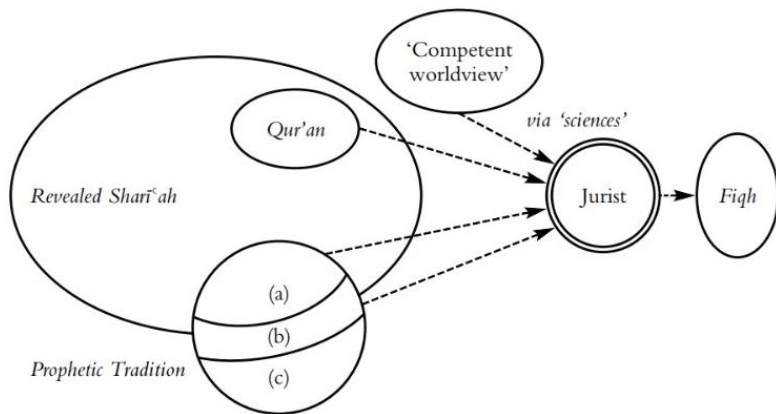 ‘Competent
worldview’
via ‘sciences’
Qur’an
Revealed Sharīʿah
Jurist
Fiqh
(a)
(b)
Prophetic Tradition
(c)